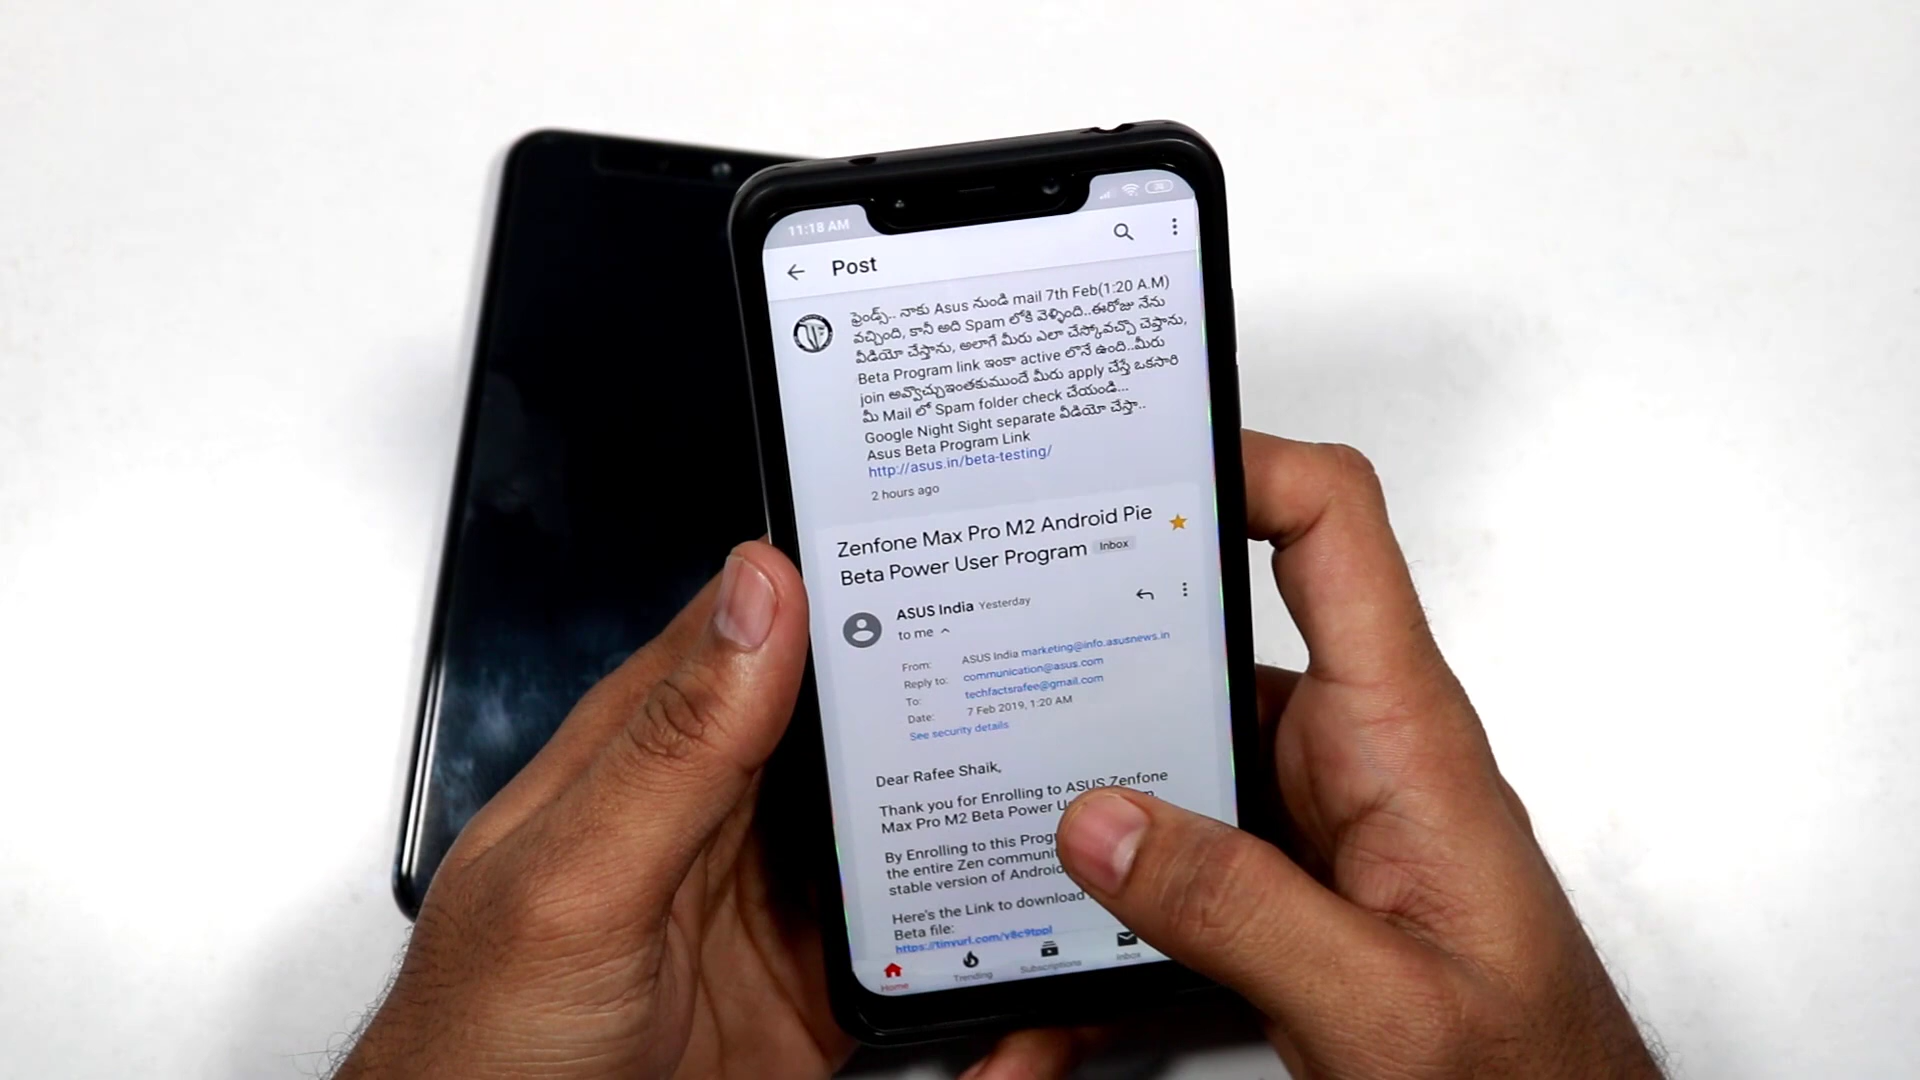 11:18 AM
Post
ఫ్రెండ్స్.. నాకు Asus నుండి mail 7th Feb(1:20 A.M)
వచ్చింది, కానీ అది Spam లోకి వెళ్ళింది..ఈరోజు నేను
వీడియో చేస్తాను, అలాగే మీరు ఎలా చేస్కోవచ్చో చెప్తాను,
Beta Program link ఇంకా active లొనే ఉంది..మీరు
join అవ్వొచ్చుఇంతకుముందే మీరు apply చేస్తే ఒకసారి
మీ Mail లో Spam folder check చేయండి...
Google Night Sight separate వీడియో చేస్తా..
Asus Beta Program Link
http://asus.in/beta-testing/
2 hours ago
Zenfone Max Pro M2 Android Pie
Beta Power User Program Inbox
ASUS India Yesterday
to me
From: ASUS India marketing@info.asusnews.in
Reply to: communication@asus.com
To: techfactsrafee@gmail.com
Date: 7 Feb 2019, 1:20 AM
See security details
Dear Rafee Shaik,
Thank you for Enrolling to ASUS Zenfone
Max Pro M2 Beta Power
By Enrolling to this
the entire Zen
stable version of Android
Here's the Link to download
Beta file:
https://tinyurl.com/y8c9tppl
Home Trending Subscriptions Inbox